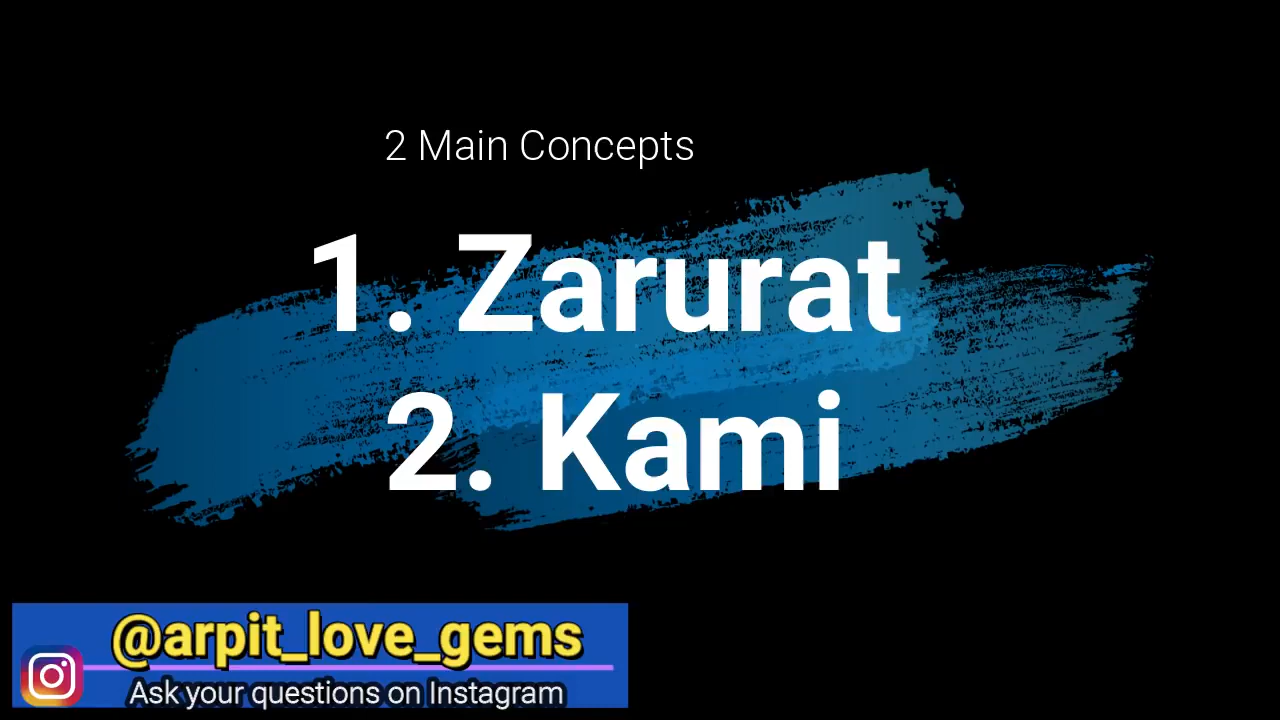 2 Main Concepts
1. Zarurat
2. Kami
@arpit_love_gems
Ask your questions on Instagram